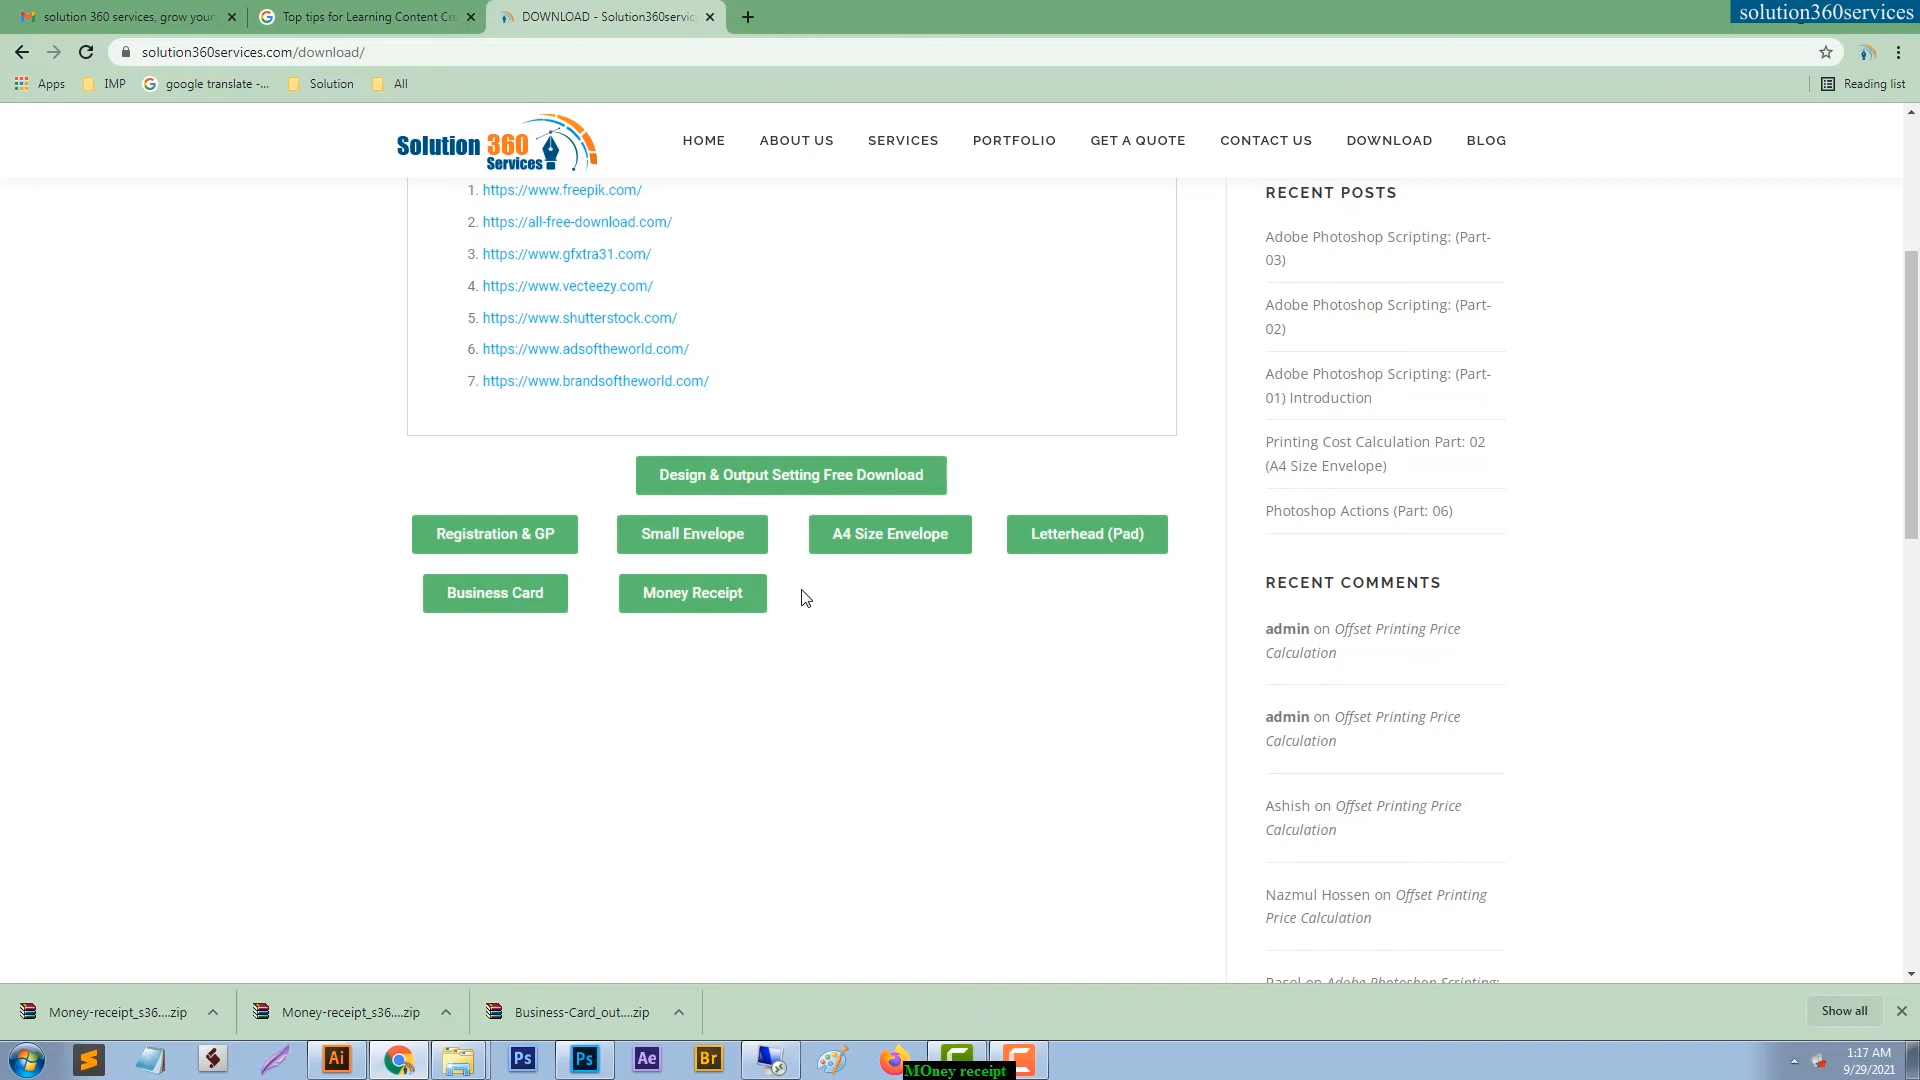 solution 360 services, grow your
Top tips for Learning Content Cre
DOWNLOAD - Solution360servic
solution360services
solution360services.com/download/
Apps
IMP
google translate -...
Solution
All
Reading list
Solution 360
Services
HOME
ABOUT US
SERVICES
PORTFOLIO
GET A QUOTE
CONTACT US
DOWNLOAD
BLOG
1. https://www.freepik.com/
2. https://all-free-download.com/
3. https://www.gfxtra31.com/
4. https://www.vecteezy.com/
5. https://www.shutterstock.com/
6. https://www.adsoftheworld.com/
7. https://www.brandsoftheworld.com/
Design & Output Setting Free Download
Registration & GP
Small Envelope
A4 Size Envelope
Letterhead (Pad)
Business Card
Money Receipt
RECENT POSTS
Adobe Photoshop Scripting: (Part-
03)
Adobe Photoshop Scripting: (Part-
02)
Adobe Photoshop Scripting: (Part-
01) Introduction
Printing Cost Calculation Part: 02
(A4 Size Envelope)
Photoshop Actions (Part: 06)
RECENT COMMENTS
admin on Offset Printing Price
Calculation
admin on Offset Printing Price
Calculation
Ashish on Offset Printing Price
Calculation
Nazmul Hossen on Offset Printing
Price Calculation
Rasel on Adobe Photoshop Scripting:
Money-receipt_s36....zip
Money-receipt_s36....zip
Business-Card_out....zip
Show all
Ai
Ps
Ps
Ae
Br
MOney receipt
1:17 AM
9/29/2021